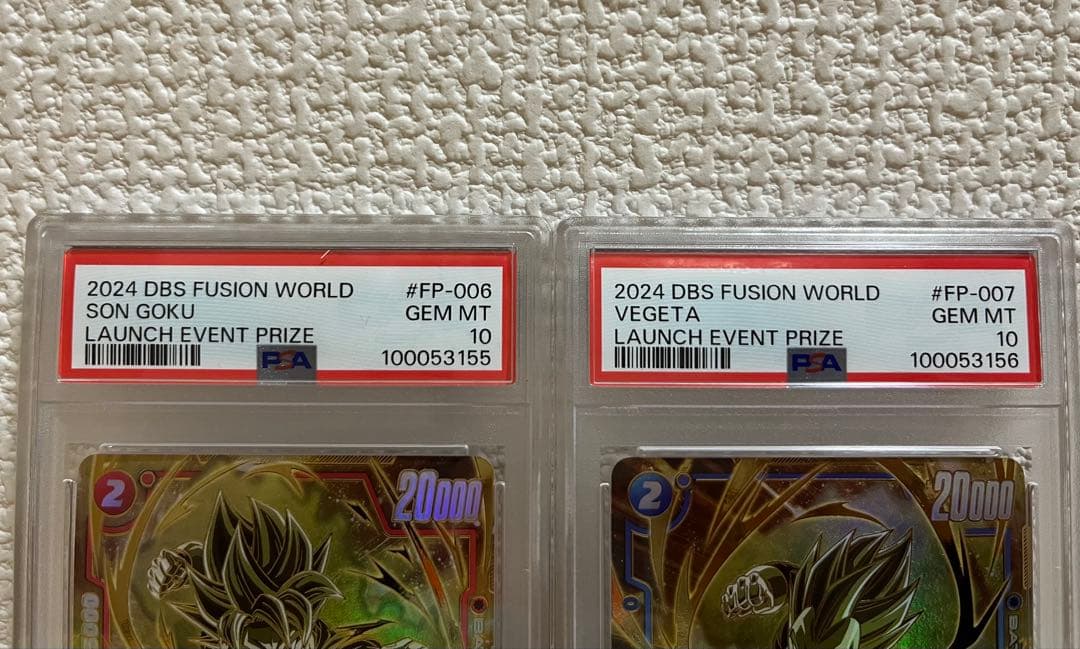 2024 DBS FUSION WORLD #FP-006
SON GOKU GEM MT
LAUNCH EVENT PRIZE 10
PSA 100053155
2024 DBS FUSION WORLD #FP-007
VEGETA GEM MT
LAUNCH EVENT PRIZE 10
PSA 100053156
2 20000
2 20000